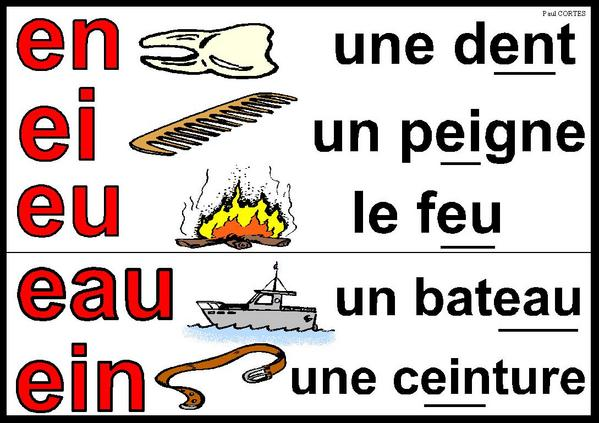 Paul CORTES
en une dent
ei un peigne
eu le feu
eau un bateau
ein une ceinture